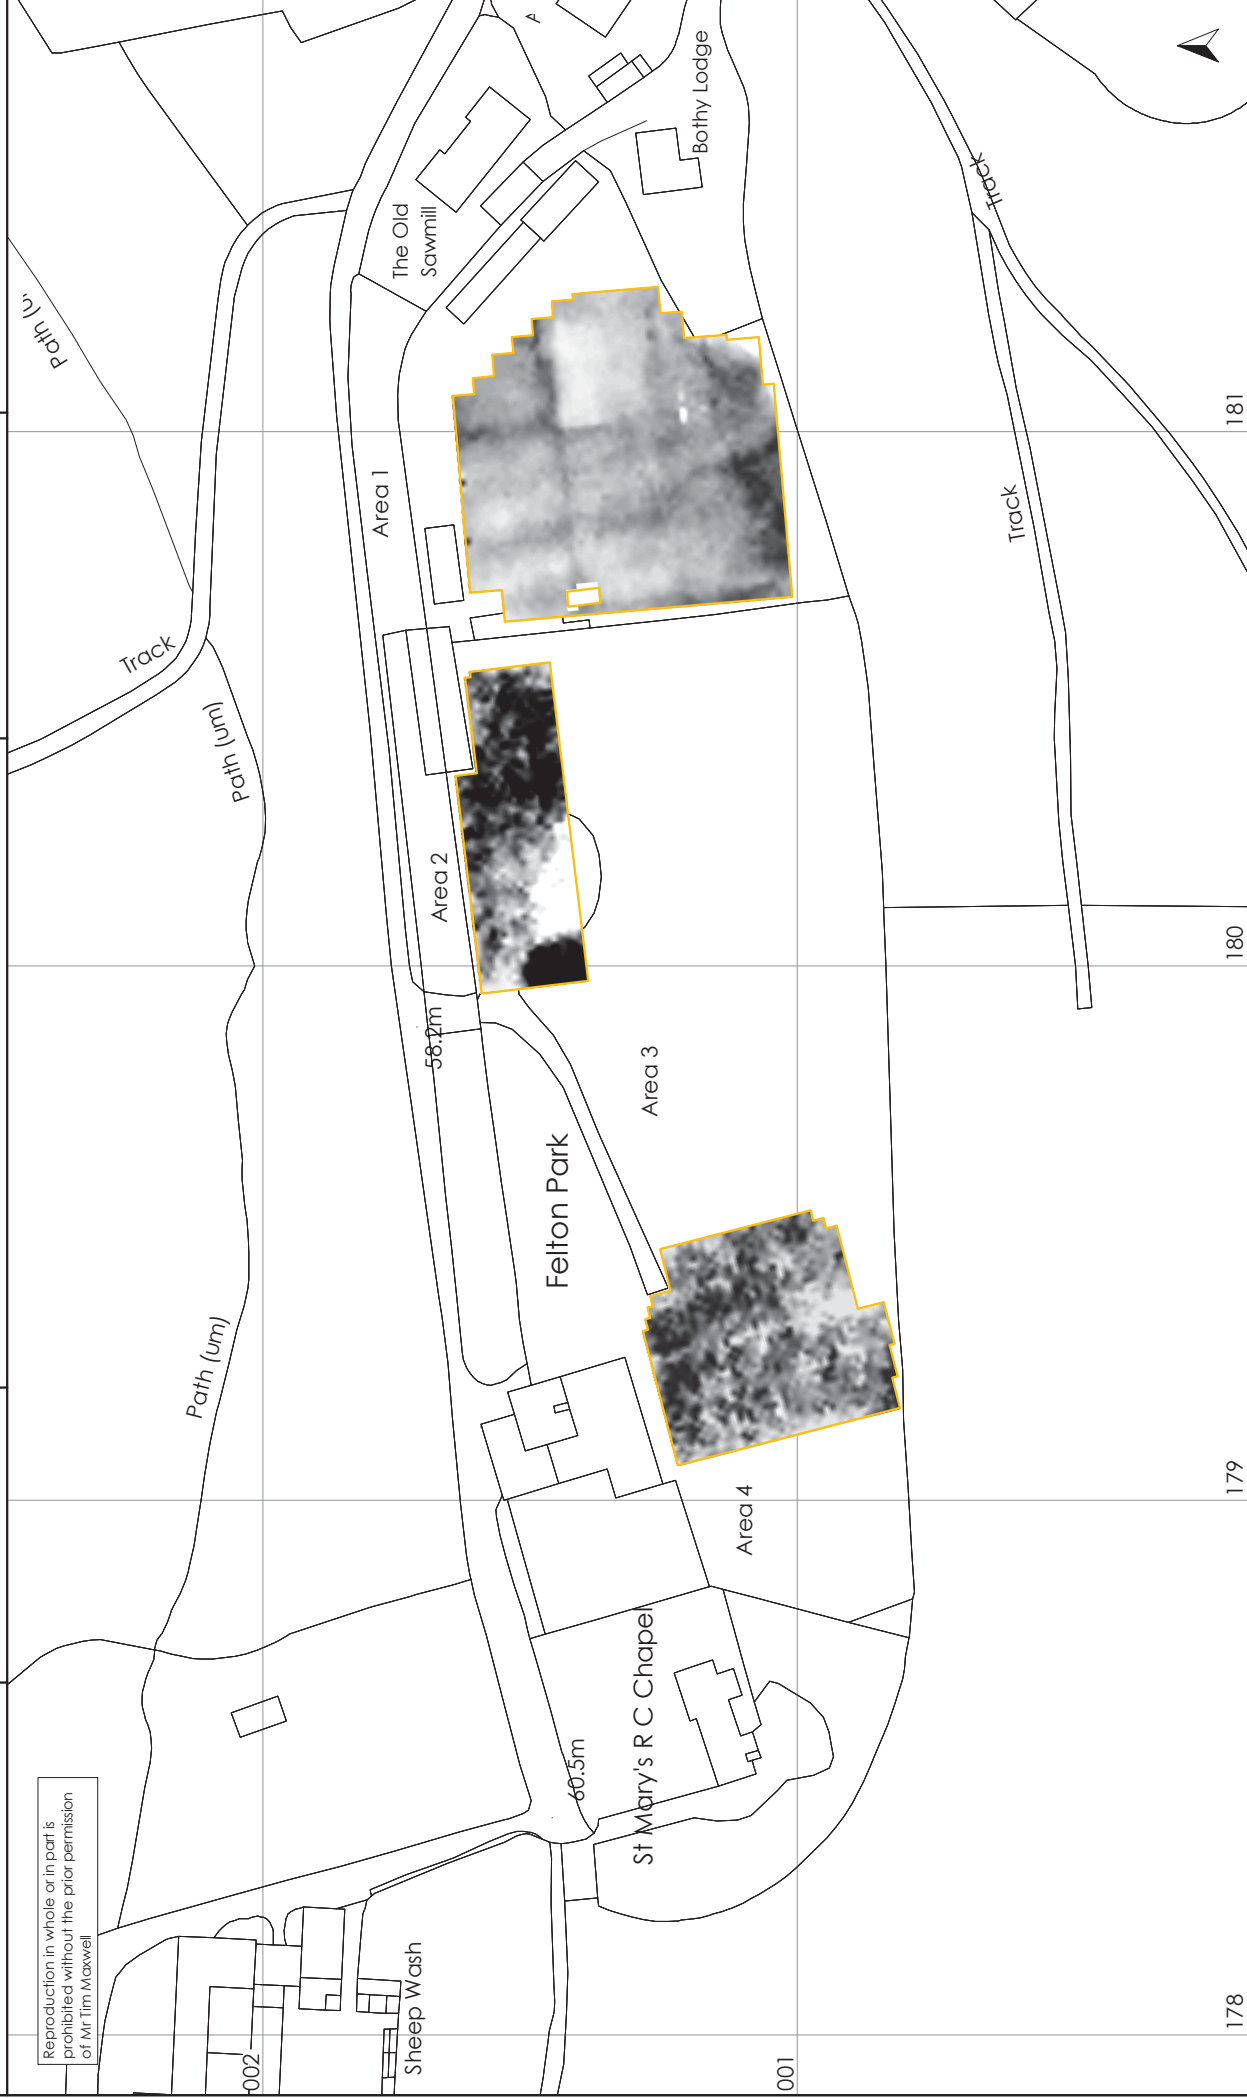 Reproduction in whole or in part is
prohibited without the prior permission
of Mr Tim Maxwell
Path (u
Track
Path (um)
Path (um)
002
The Old
Sawmill
A
Bothy Lodge
Area 1
Area 2
58.2m
Felton Park
Area 3
Area 4
60.5m
St Mary's R C Chapel
Sheep Wash
001
Track
Track
178
179
180
181